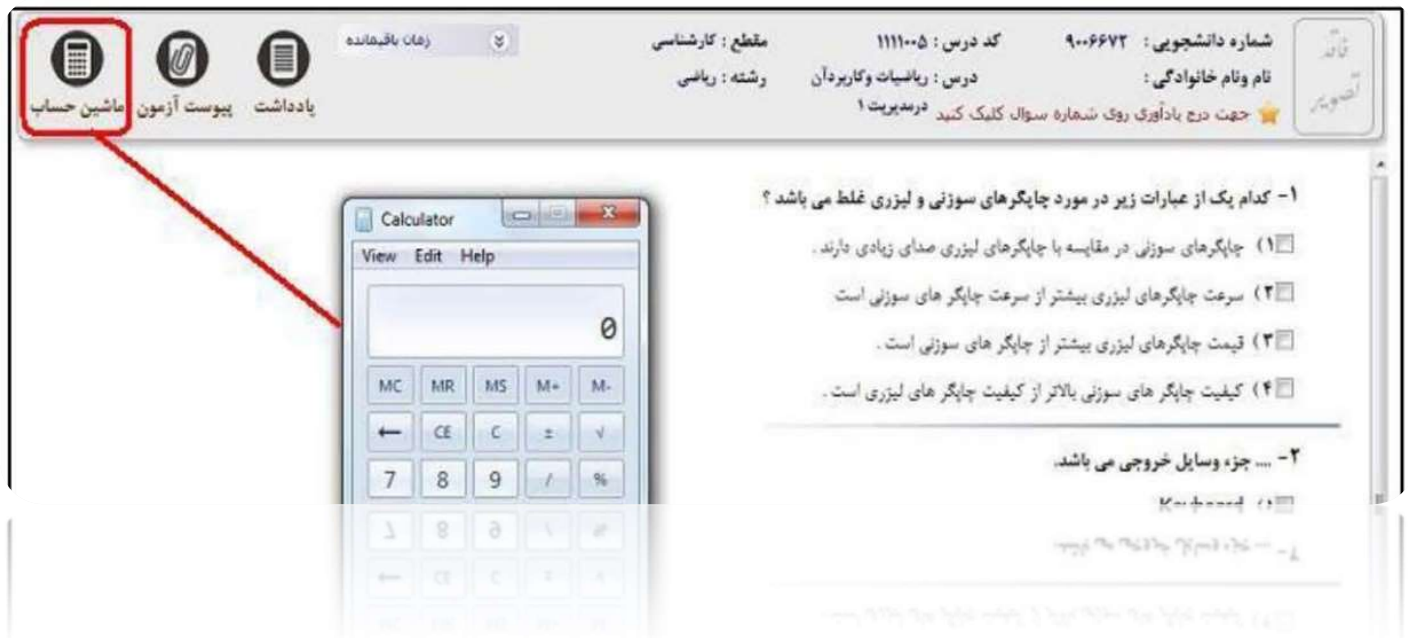 شماره دانشجویی : ۹۰۰۶۶۷۲
کد درس : ۱۱۱۱۰۰۵
مقطع : کارشناسی
زمان باقیمانده
نام ونام خانوادگی :
درس : ریاضیات وکاربردآن
درمدیریت ۱
رشته : ریاضی
جهت درج یادآوری روی شماره سوال کلیک کنید
فاقد
تصویر
یادداشت
پیوست آزمون
ماشین حساب
۱- کدام یک از عبارات زیر در مورد چاپگرهای سوزنی و لیزری غلط می باشد ؟
۱) چاپگرهای سوزنی در مقایسه با چاپگرهای لیزری صدای زیادی دارند .
۲) سرعت چاپگرهای لیزری بیشتر از سرعت چاپگر های سوزنی است
۳) قیمت چاپگرهای لیزری بیشتر از چاپگر های سوزنی است .
۴) کیفیت چاپگر های سوزنی بالاتر از کیفیت چاپگر های لیزری است .
۲- .... جزء وسایل خروجی می باشد.
Calculator
View Edit Help
0
MC MR MS M+ M-
← CE C ± √
7 8 9 / %